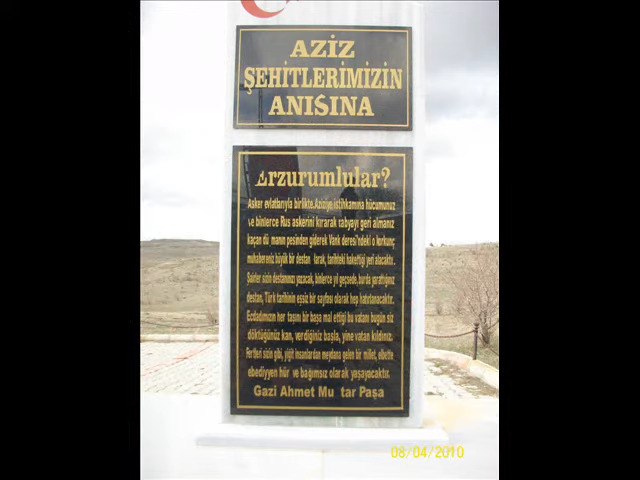 AZİZ
ŞEHİTLERİMİZİN
ANISINA
Erzurumlular?
Asker evlatlarıyla birlikte.Aziziye istihkamına hücumunuz
ve binlerce Rus askerini kırarak tabyayı geri almanız
kaçan dü manın peşinden giderek Vank deresi'ndeki o korkunç
muhabereniz büyük bir destan larak, tarihteki hakettiği yeri alacaktır.
Şairler sizin destanınızı yazacak, binlerce yıl geçsede, burda yarattığınız
destan, Türk tarihinin eşsiz bir sayfası olarak hep hatırlanacaktır.
Ecdadımızın her taşını bir başa mal ettiği bu vatanı bugün siz
döktüğünüz kan, verdiğiniz başla, yine vatan kıldınız.
Fertleri sizin gibi, yiğit insanlardan meydana gelen bir millet, elbette
ebediyyen hür ve bağımsız olarak yaşayacaktır.
Gazi Ahmet Mu tar Paşa
08/04/2010